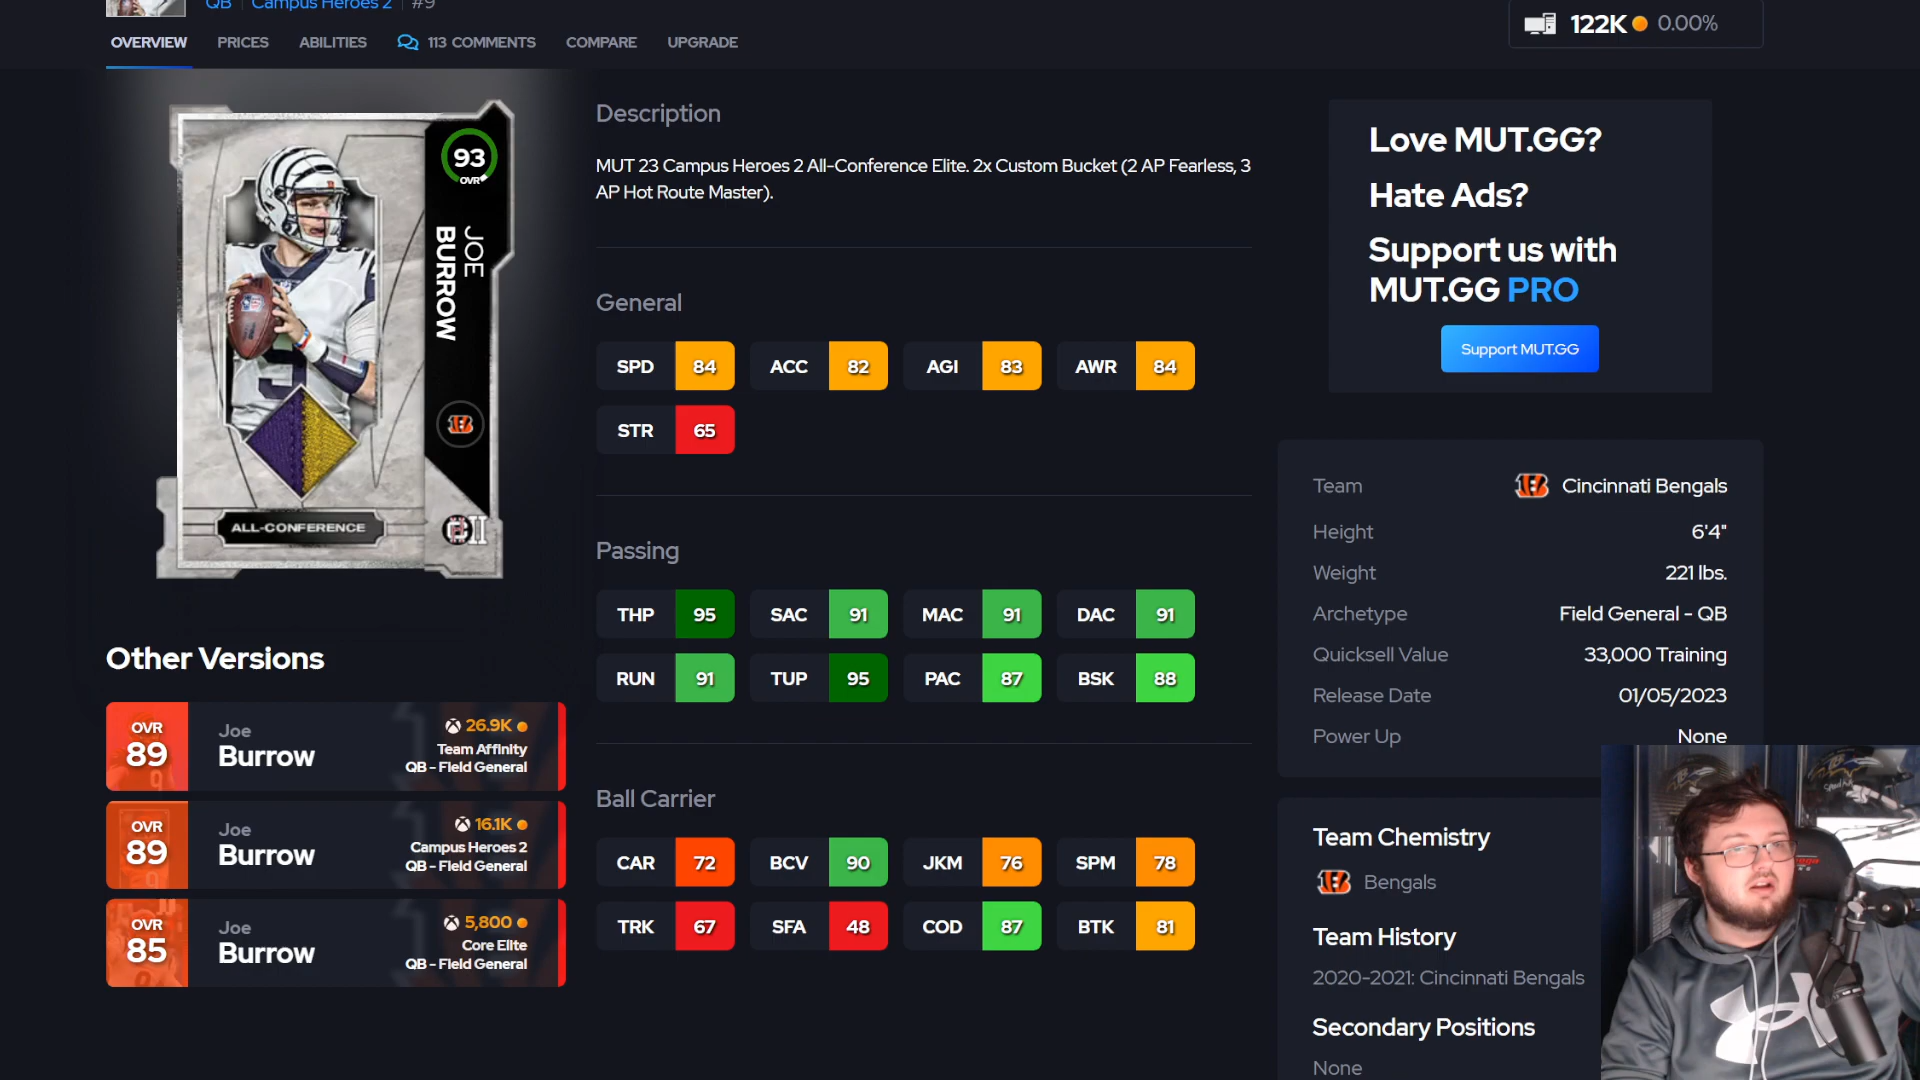 QB Campus Heroes 2 #9
OVERVIEW PRICES ABILITIES 113 COMMENTS COMPARE UPGRADE
122K 0.00%
93
OVR
JOE
BURROW
ALL-CONFERENCE
Description
MUT 23 Campus Heroes 2 All-Conference Elite. 2x Custom Bucket (2 AP Fearless, 3
AP Hot Route Master).
General
SPD 84 ACC 82 AGI 83 AWR 84
STR 65
Passing
THP 95 SAC 91 MAC 91 DAC 91
RUN 91 TUP 95 PAC 87 BSK 88
Ball Carrier
CAR 72 BCV 90 JKM 76 SPM 78
TRK 67 SFA 48 COD 87 BTK 81
Other Versions
OVR
89
Joe
Burrow
26.9K
Team Affinity
QB - Field General
OVR
89
Joe
Burrow
16.1K
Campus Heroes 2
QB - Field General
OVR
85
Joe
Burrow
5,800
Core Elite
QB - Field General
Love MUT.GG?
Hate Ads?
Support us with
MUT.GG PRO
Support MUT.GG
Team Cincinnati Bengals
Height 6'4"
Weight 221 lbs.
Archetype Field General - QB
Quicksell Value 33,000 Training
Release Date 01/05/2023
Power Up None
Team Chemistry
Bengals
Team History
2020-2021: Cincinnati Bengals
Secondary Positions
None